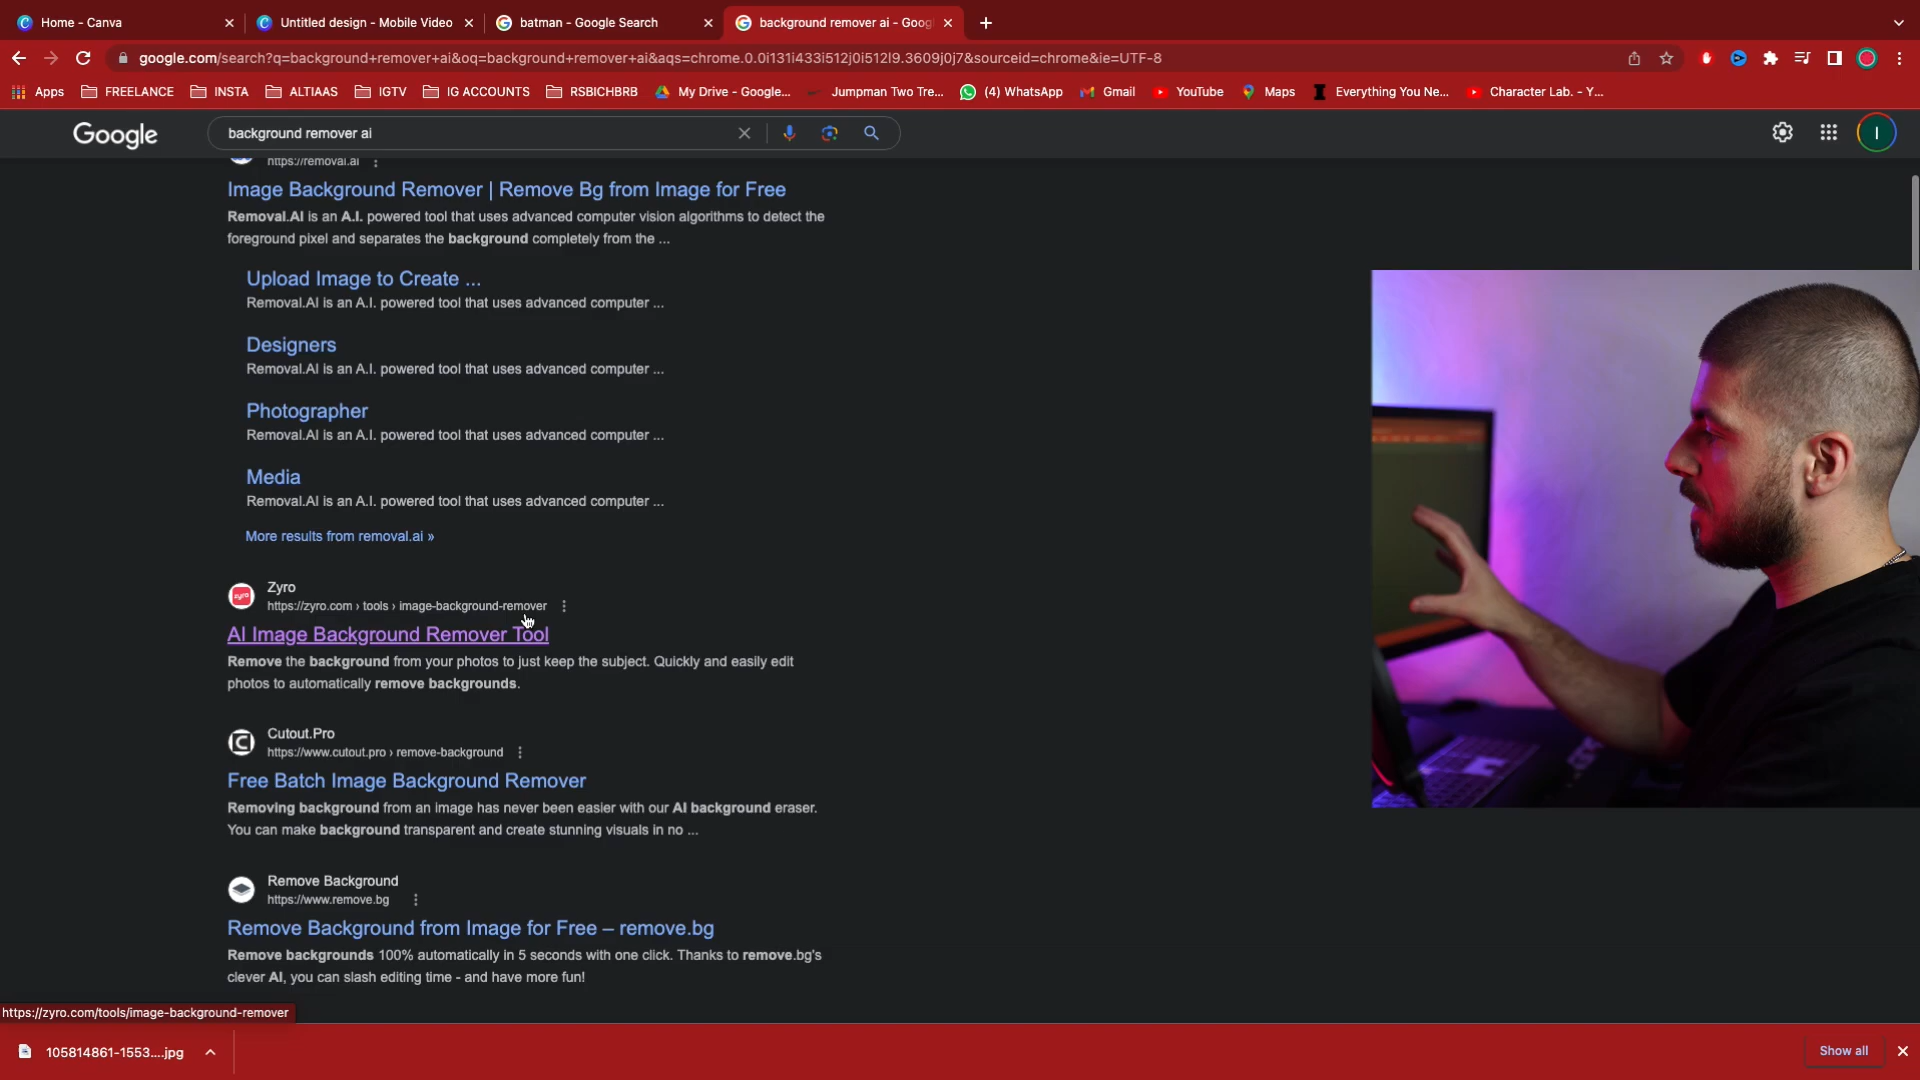 Home - Canva
Untitled design - Mobile Video
batman - Google Search
background remover ai - Goog
google.com/search?q=background+remover+ai&oq=background+remover+ai&aqs=chrome.0.0i131i433i512j0i512l9.3609j0j7&sourceid=chrome&ie=UTF-8
Apps FREELANCE INSTA ALTIAAS IGTV IG ACCOUNTS RSBICHBRB My Drive - Google... Jumpman Two Tre... (4) WhatsApp Gmail YouTube Maps Everything You Ne... Character Lab. - Y...
Google
background remover ai
I
https://removal.ai
Image Background Remover | Remove Bg from Image for Free
Removal.AI is an A.I. powered tool that uses advanced computer vision algorithms to detect the
foreground pixel and separates the background completely from the ...
Upload Image to Create ...
Removal.AI is an A.I. powered tool that uses advanced computer ...
Designers
Removal.AI is an A.I. powered tool that uses advanced computer ...
Photographer
Removal.AI is an A.I. powered tool that uses advanced computer ...
Media
Removal.AI is an A.I. powered tool that uses advanced computer ...
More results from removal.ai »
Zyro
zyro
https://zyro.com › tools › image-background-remover
AI Image Background Remover Tool
Remove the background from your photos to just keep the subject. Quickly and easily edit
photos to automatically remove backgrounds.
Cutout.Pro
https://www.cutout.pro › remove-background
Free Batch Image Background Remover
Removing background from an image has never been easier with our AI background eraser.
You can make background transparent and create stunning visuals in no ...
Remove Background
https://www.remove.bg
Remove Background from Image for Free – remove.bg
Remove backgrounds 100% automatically in 5 seconds with one click. Thanks to remove.bg's
clever AI, you can slash editing time - and have more fun!
https://zyro.com/tools/image-background-remover
105814861-1553....jpg
Show all